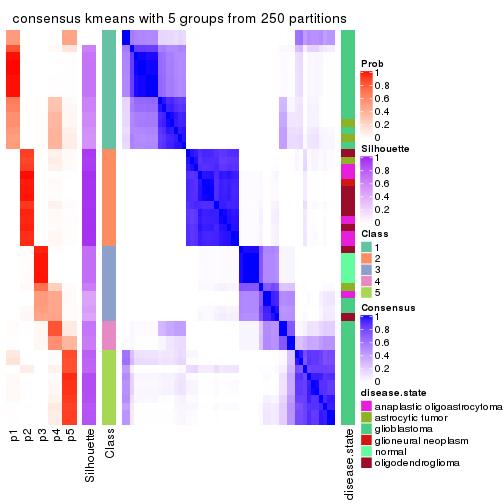 consensus kmeans with 5 groups from 250 partitions
Prob
1
0.8
0.6
0.4
0.2
0
Silhouette
1
0.8
0.6
0.4
0.2
0
Class
1
2
3
4
5
Consensus
1
0.8
0.6
0.4
0.2
0
disease.state
anaplastic oligoastrocytoma
astrocytic tumor
glioblastoma
glioneural neoplasm
normal
oligodendroglioma
p1
p2
p3
p4
p5
Silhouette
Class
disease.state